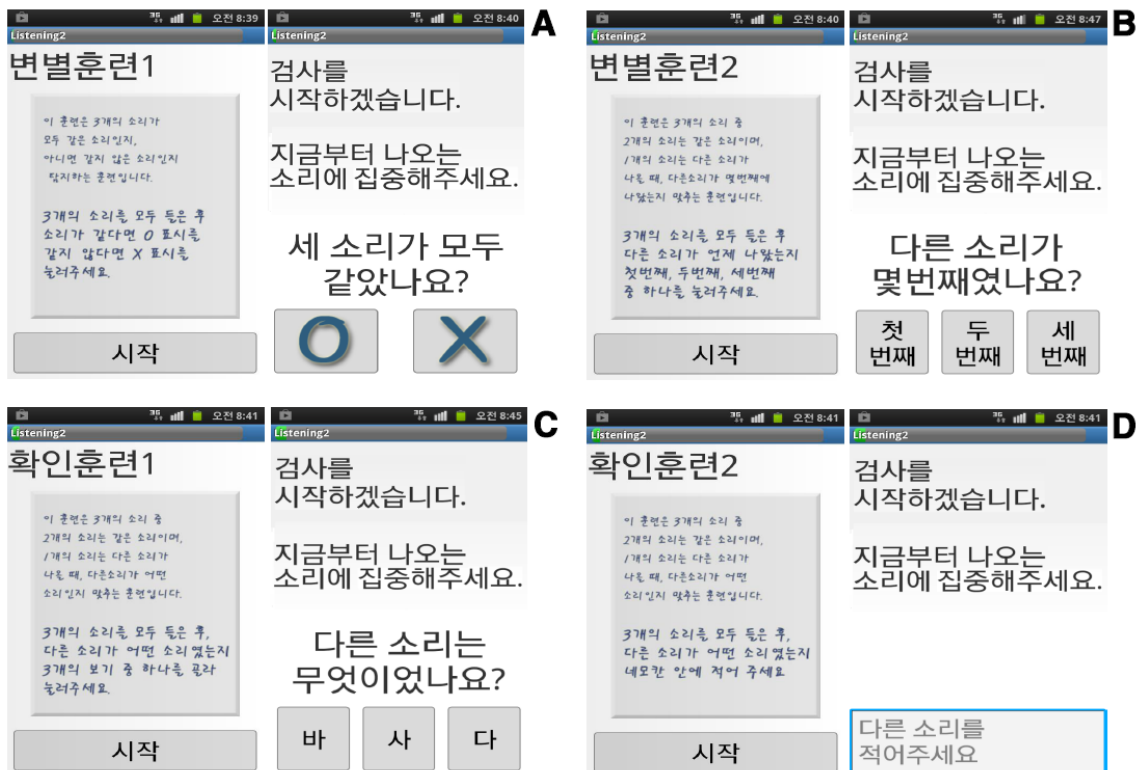 3G 오전 8:39
Listening2
변별훈련1
이 훈련은 3개의 소리가
모두 같은 소리인지,
아니면 같지 않은 소리인지
탐지하는 훈련입니다.
3개의 소리를 모두 들은 후
소리가 같다면 O 표시를
같지 않다면 X 표시를
눌러주세요.
시작
3G 오전 8:40
Listening2
검사를
시작하겠습니다.
지금부터 나오는
소리에 집중해주세요.
세 소리가 모두
같았나요?
O X
A
3G 오전 8:40
Listening2
변별훈련2
이 훈련은 3개의 소리 중
2개의 소리는 같은 소리이며,
1개의 소리는 다른 소리가
나올 때, 다른소리가 몇번째에
나왔는지 맞추는 훈련입니다.
3개의 소리를 모두 들은 후
다른 소리가 언제 나왔는지
첫번째, 두번째, 세번째
중 하나를 눌러주세요.
시작
3G 오전 8:47
Listening2
검사를
시작하겠습니다.
지금부터 나오는
소리에 집중해주세요.
다른 소리가
몇번째였나요?
첫 두 세
번째 번째 번째
B
3G 오전 8:41
Listening2
확인훈련1
이 훈련은 3개의 소리 중
2개의 소리는 같은 소리이며,
1개의 소리는 다른 소리가
나올 때, 다른소리가 어떤
소리인지 맞추는 훈련입니다.
3개의 소리를 모두 들은 후,
다른 소리가 어떤 소리였는지
3개의 보기 중 하나를 골라
눌러주세요.
시작
3G 오전 8:45
Listening2
검사를
시작하겠습니다.
지금부터 나오는
소리에 집중해주세요.
다른 소리는
무엇이었나요?
바 사 다
C
3G 오전 8:41
Listening2
확인훈련2
이 훈련은 3개의 소리 중
2개의 소리는 같은 소리이며,
1개의 소리는 다른 소리가
나올 때, 다른소리가 어떤
소리인지 맞추는 훈련입니다.
3개의 소리를 모두 들은 후,
다른 소리가 어떤 소리였는지
네모칸 안에 적어 주세요
시작
3G 오전 8:41
Listening2
검사를
시작하겠습니다.
지금부터 나오는
소리에 집중해주세요.
다른 소리를
적어주세요
D